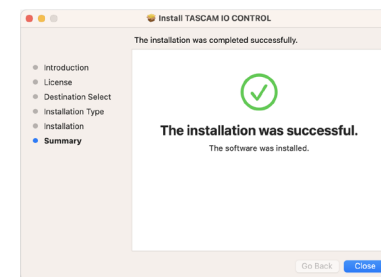 Install TASCAM IO CONTROL
The installation was completed successfully.
Introduction
License
Destination Select
Installation Type
Installation
Summary
The installation was successful.
The software was installed.
Go Back
Close